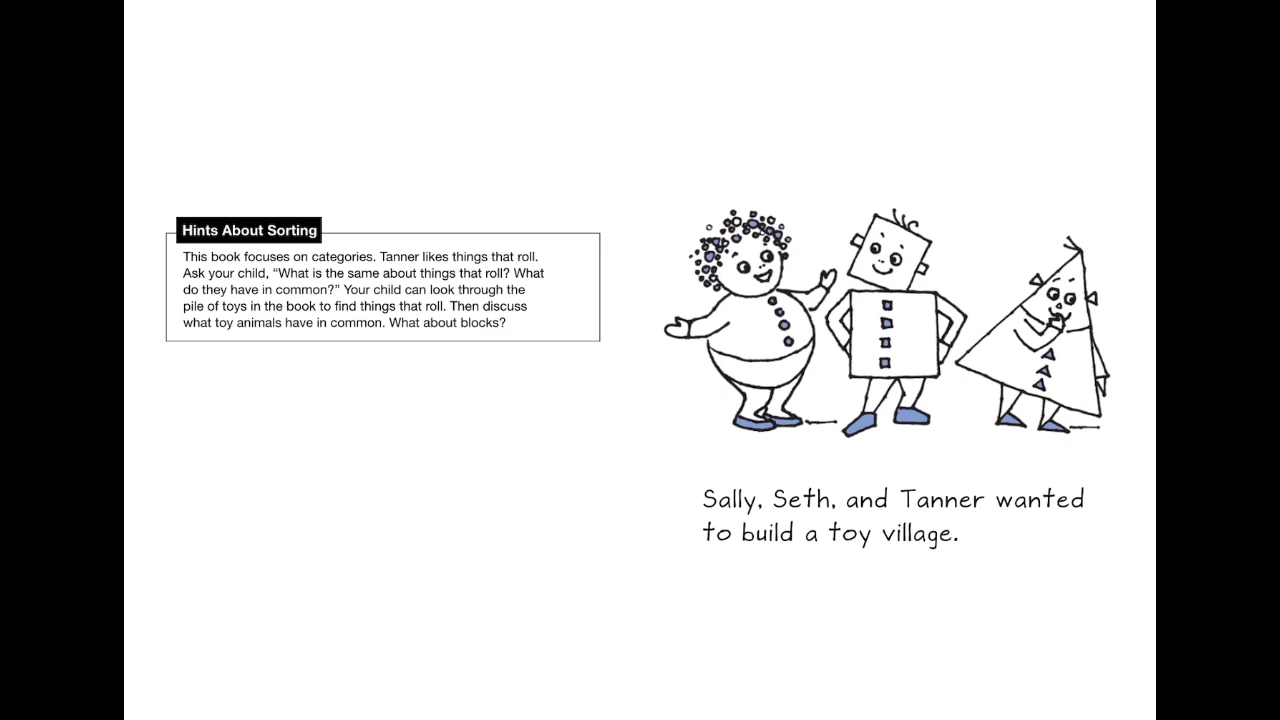 Hints About Sorting
This book focuses on categories. Tanner likes things that roll.
Ask your child, “What is the same about things that roll? What
do they have in common?” Your child can look through the
pile of toys in the book to find things that roll. Then discuss
what toy animals have in common. What about blocks?
Sally, Seth, and Tanner wanted
to build a toy village.